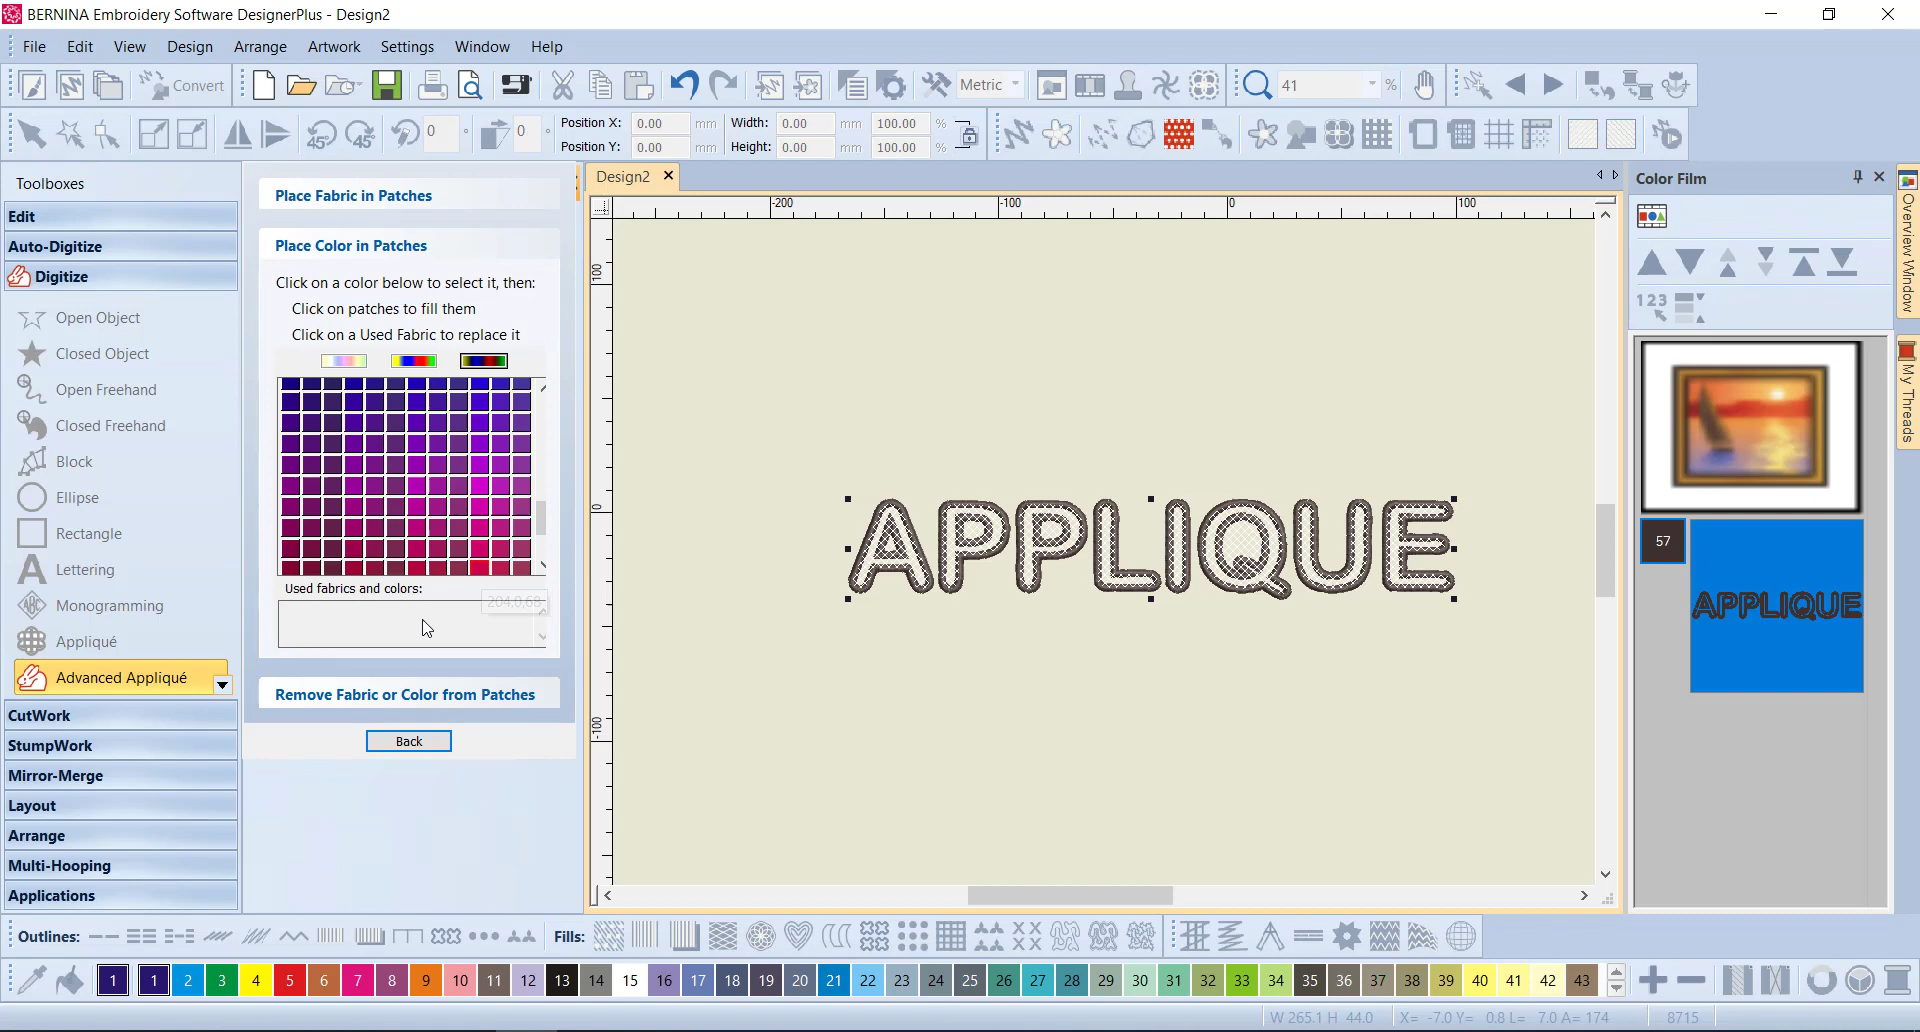 BERNINA Embroidery Software DesignerPlus - Design2
File Edit View Design Arrange Artwork Settings Window Help
Convert Metric 41 %
45° 45° 0 ° 0 ° Position X: 0.00 mm Width: 0.00 mm 100.00 %
Position Y: 0.00 mm Height: 0.00 mm 100.00 %
Toolboxes
Edit
Auto-Digitize
Digitize
Open Object
Closed Object
Open Freehand
Closed Freehand
Block
Ellipse
Rectangle
Lettering
Monogramming
Appliqué
Advanced Appliqué
CutWork
StumpWork
Mirror-Merge
Layout
Arrange
Multi-Hooping
Applications
Place Fabric in Patches
Place Color in Patches
Click on a color below to select it, then:
Click on patches to fill them
Click on a Used Fabric to replace it
Used fabrics and colors:
204.0,68
Remove Fabric or Color from Patches
Back
Design2
-200 -100 0 100
100
0
-100
APPLIQUE
Color Film
123
57
APPLIQUE
Overview Window
My Threads
Outlines: Fills:
1 1 2 3 4 5 6 7 8 9 10 11 12 13 14 15 16 17 18 19 20 21 22 23 24 25 26 27 28 29 30 31 32 33 34 35 36 37 38 39 40 41 42 43
W 265.1 H 44.0 X= -7.0 Y= 0.8 L= 7.0 A= 174 8715